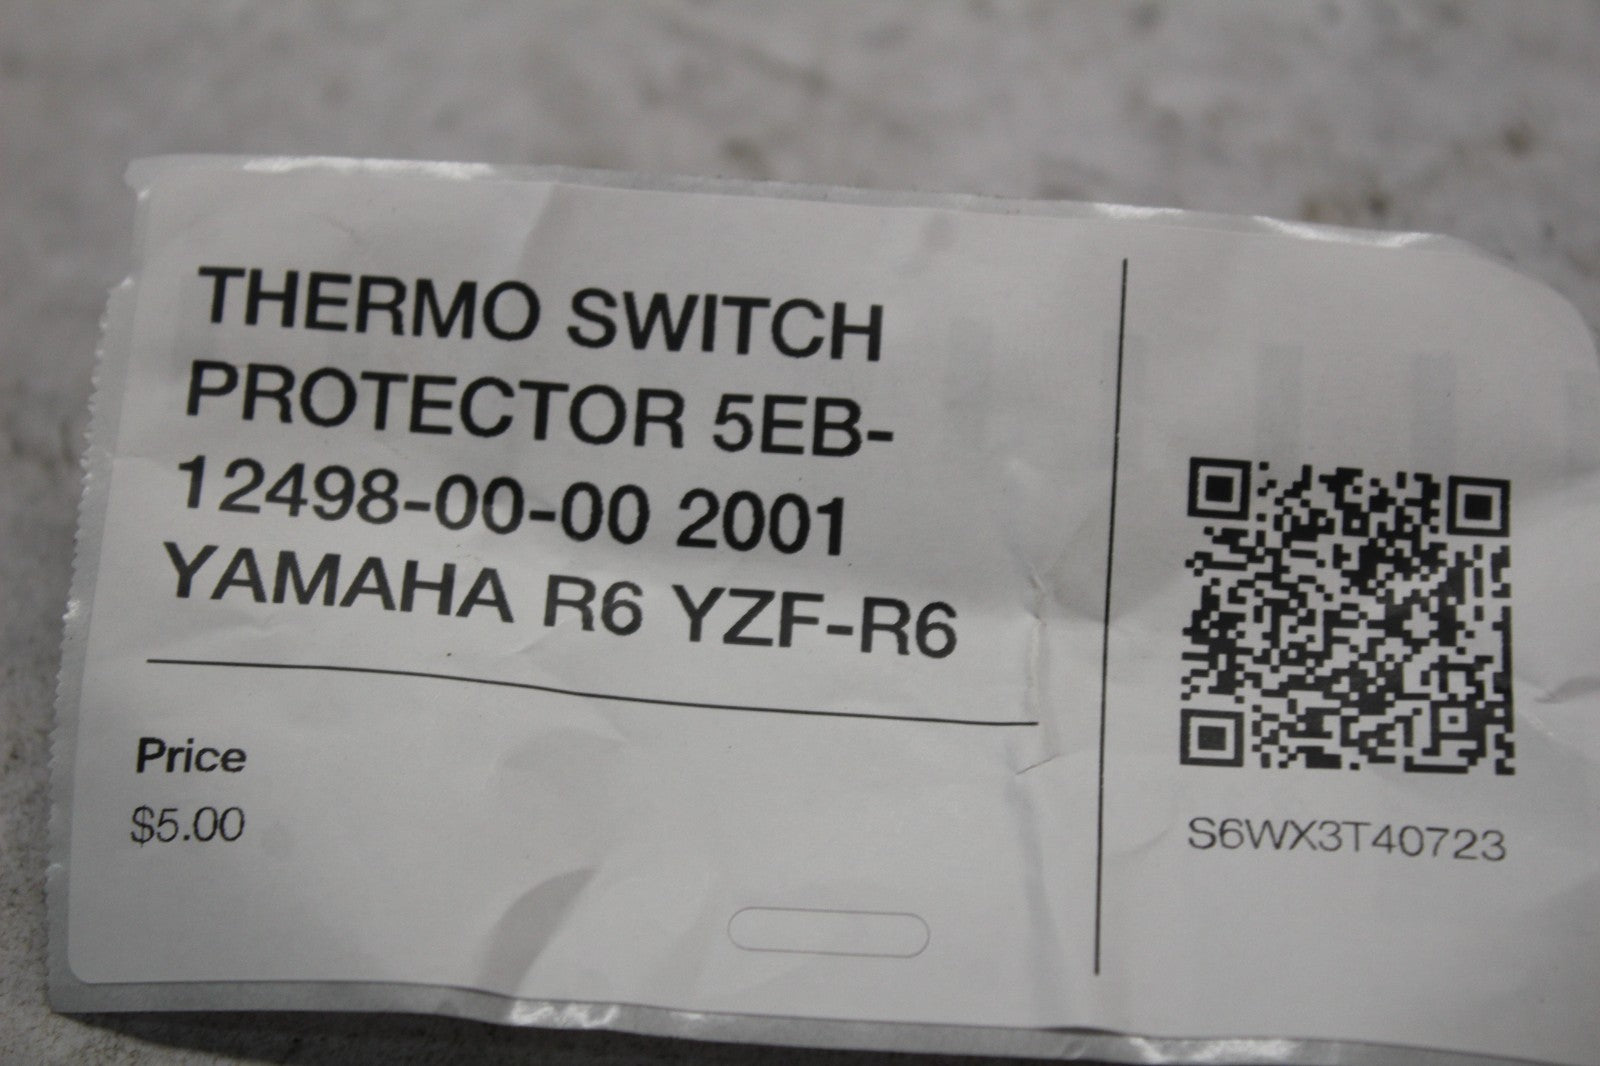 THERMO SWITCH
PROTECTOR 5EB-
12498-00-00 2001
YAMAHA R6 YZF-R6
Price
$5.00
S6WX3T40723